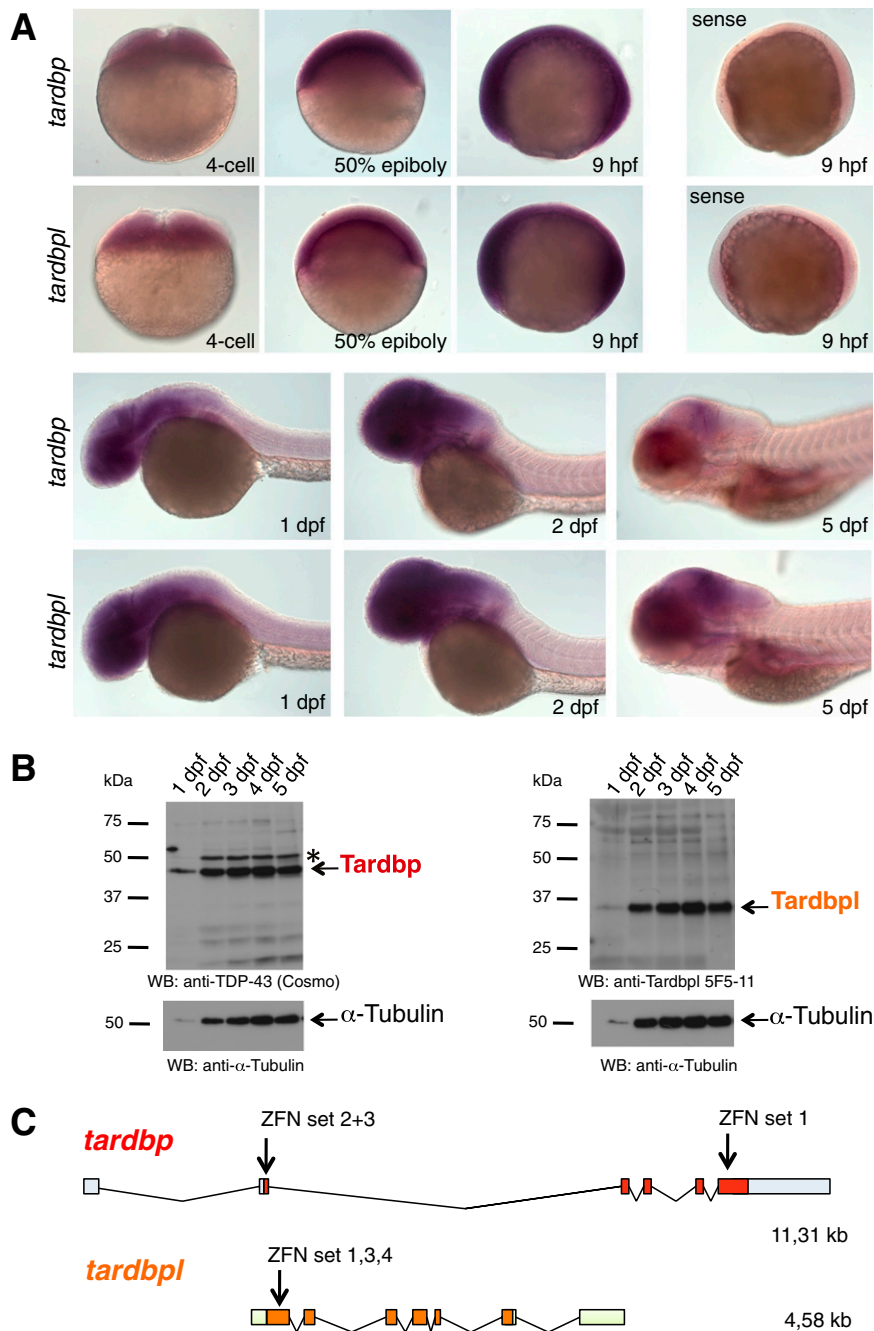 A
tardbp
4-cell
50% epiboly
9 hpf
sense
9 hpf
tardbpl
4-cell
50% epiboly
9 hpf
sense
9 hpf
tardbp
1 dpf
2 dpf
5 dpf
tardbpl
1 dpf
2 dpf
5 dpf
B
kDa
1 dpf
2 dpf
3 dpf
4 dpf
5 dpf
75
50
37
25
*
Tardbp
WB: anti-TDP-43 (Cosmo)
50
α-Tubulin
WB: anti-α-Tubulin
kDa
1 dpf
2 dpf
3 dpf
4 dpf
5 dpf
75
50
37
25
Tardbpl
WB: anti-Tardbpl 5F5-11
50
α-Tubulin
WB: anti-α-Tubulin
C
tardbp
ZFN set 2+3
ZFN set 1
11,31 kb
tardbpl
ZFN set 1,3,4
4,58 kb